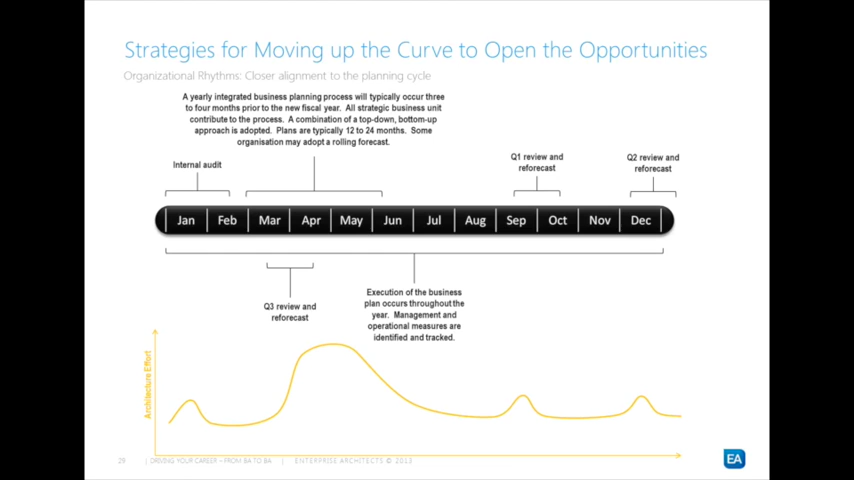 Strategies for Moving up the Curve to Open the Opportunities
Organizational Rhythms: Closer alignment to the planning cycle
A yearly integrated business planning process will typically occur three
to four months prior to the new fiscal year. All strategic business unit
contribute to the process. A combination of a top-down, bottom-up
approach is adopted. Plans are typically 12 to 24 months. Some
organisation may adopt a rolling forecast.
Internal audit
Q1 review and
reforecast
Q2 review and
reforecast
Jan Feb Mar Apr May Jun Jul Aug Sep Oct Nov Dec
Q3 review and
reforecast
Execution of the business
plan occurs throughout the
year. Management and
operational measures are
identified and tracked.
Architecture Effort
29 | DRIVING YOUR CAREER – FROM BA TO BA | ENTERPRISE ARCHITECTS © 2013
EA